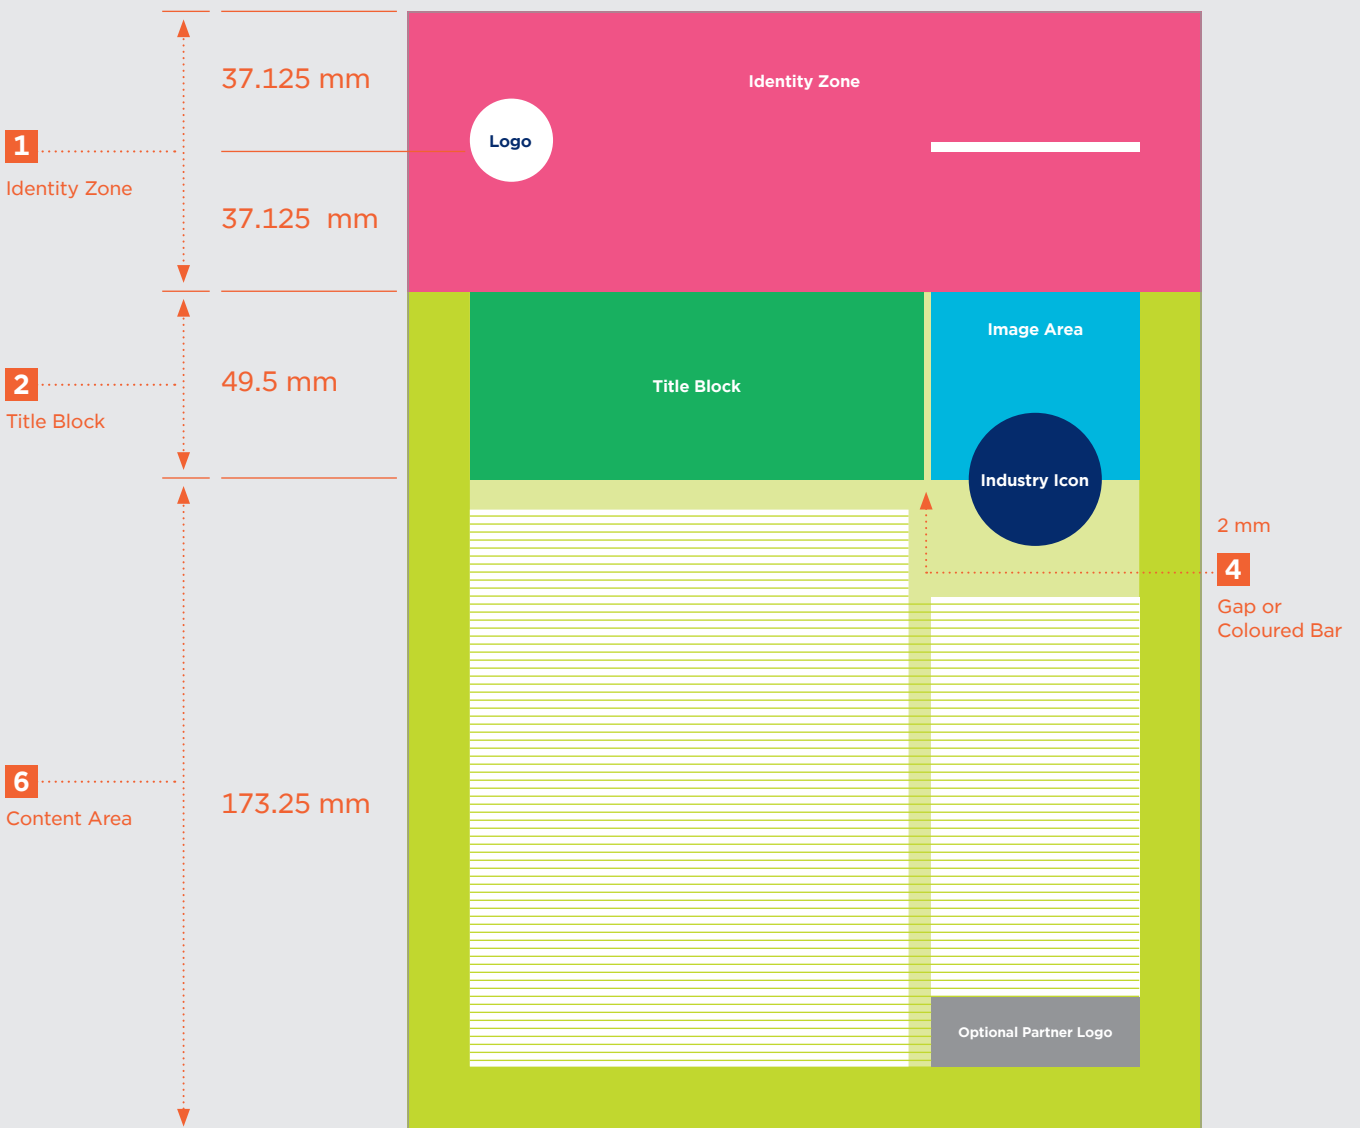 37.125 mm
1
Identity Zone
37.125 mm
2
Title Block
49.5 mm
6
Content Area
173.25 mm
Identity Zone
Logo
Title Block
Image Area
Industry Icon
Optional Partner Logo
2 mm
4
Gap or
Coloured Bar